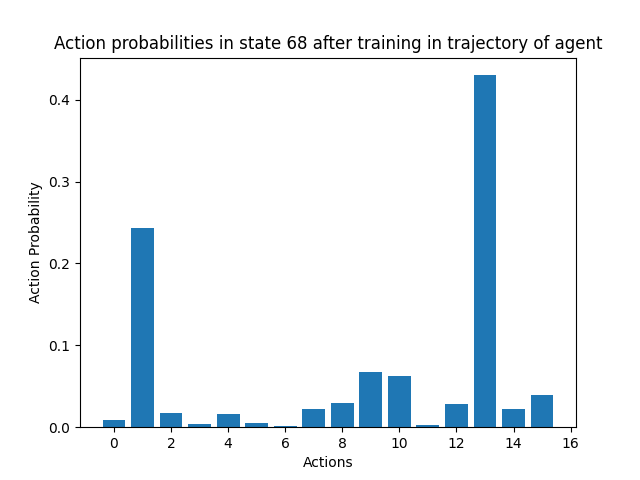 Action probabilities in state 68 after training in trajectory of agent
0.4
0.3
0.2
0.1
0.0
Action Probability
0 2 4 6 8 10 12 14 16
Actions